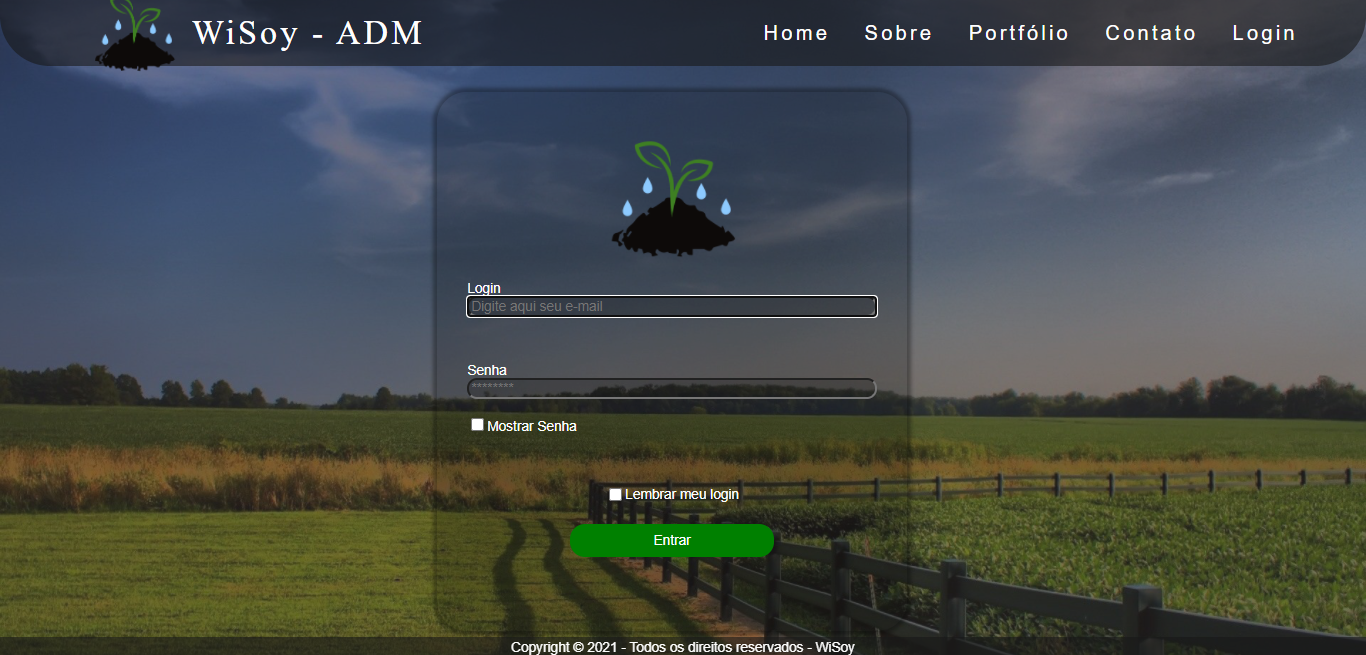 WiSoy - ADM
Home Sobre Portfólio Contato Login
Login
Digite aqui seu e-mail
Senha
********
Mostrar Senha
Lembrar meu login
Entrar
Copyright © 2021 - Todos os direitos reservados - WiSoy